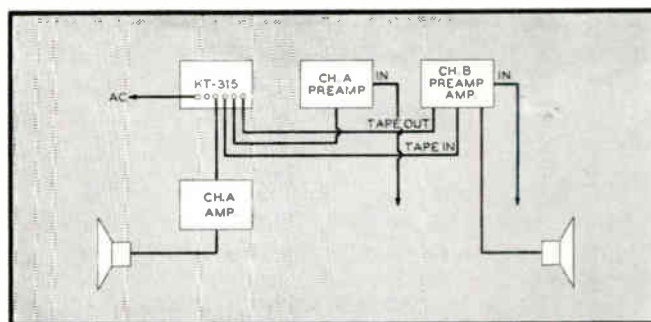 KT-315
AC
CH. A
PREAMP
IN
CH. B
PREAMP
AMP.
IN
TAPE OUT
TAPE IN
CH. A
AMP.